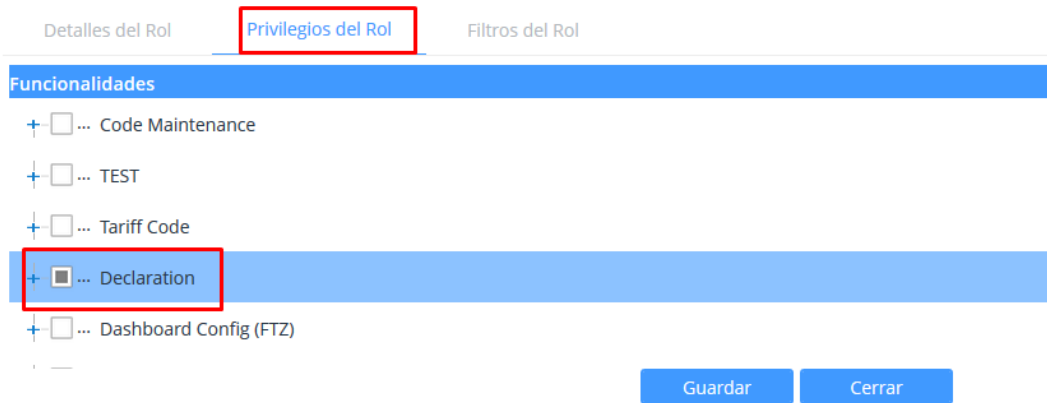 Detalles del Rol Privilegios del Rol Filtros del Rol
Funcionalidades
... Code Maintenance
... TEST
... Tariff Code
... Declaration
... Dashboard Config (FTZ)
Guardar Cerrar